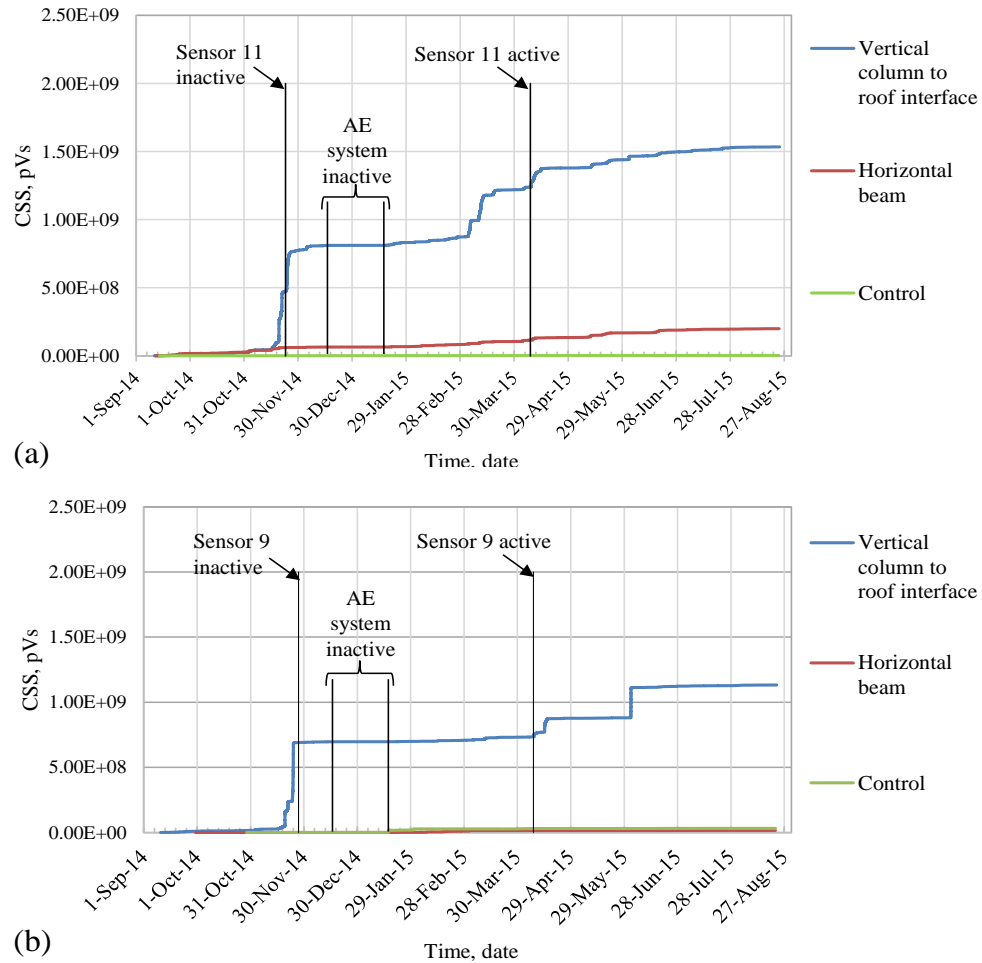 2.50E+09
2.00E+09
1.50E+09
1.00E+09
5.00E+08
0.00E+00
CSS, pVs
Sensor 11
inactive
AE
system
inactive
Sensor 11 active
1-Sep-14
1-Oct-14
31-Oct-14
30-Nov-14
30-Dec-14
29-Jan-15
28-Feb-15
30-Mar-15
29-Apr-15
29-May-15
28-Jun-15
28-Jul-15
27-Aug-15
Time, date
Vertical
column to
roof interface
Horizontal
beam
Control
(a)
2.50E+09
2.00E+09
1.50E+09
1.00E+09
5.00E+08
0.00E+00
CSS, pVs
Sensor 9
inactive
AE
system
inactive
Sensor 9 active
1-Sep-14
1-Oct-14
31-Oct-14
30-Nov-14
30-Dec-14
29-Jan-15
28-Feb-15
30-Mar-15
29-Apr-15
29-May-15
28-Jun-15
28-Jul-15
27-Aug-15
Time, date
Vertical
column to
roof interface
Horizontal
beam
Control
(b)